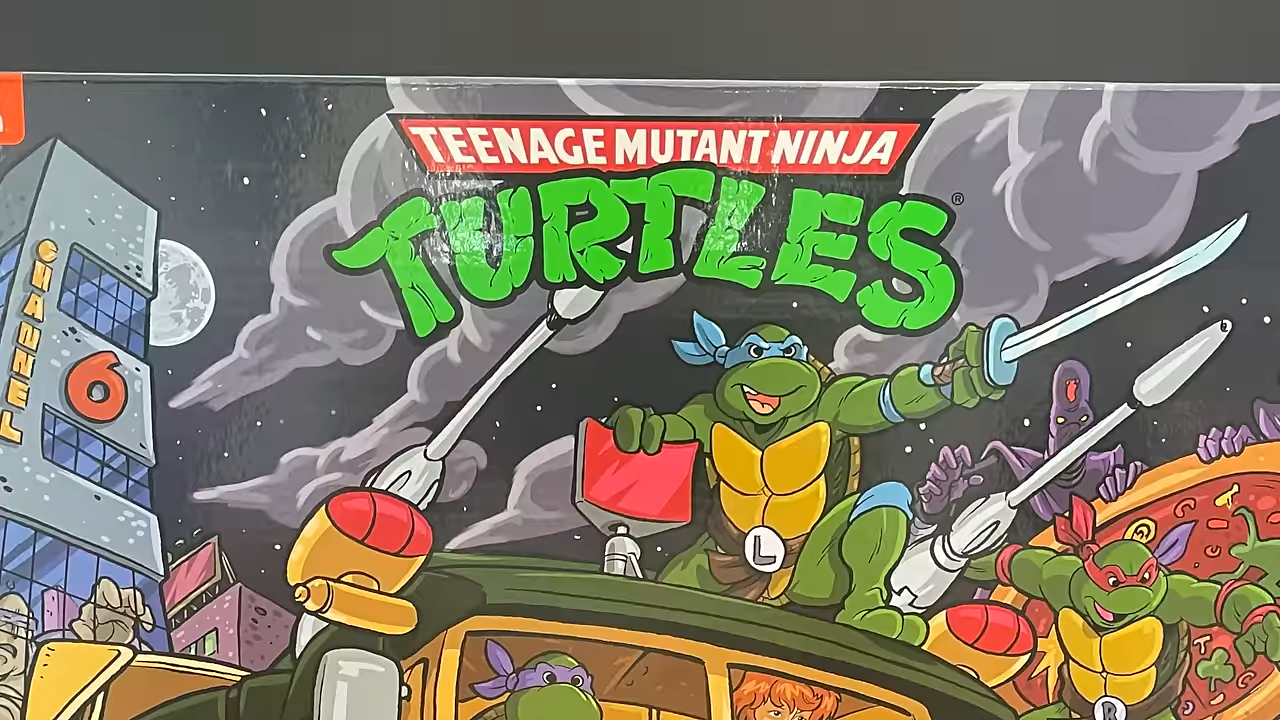 TEENAGE MUTANT NINJA
TURTLES®
CHANNEL
6
L
R